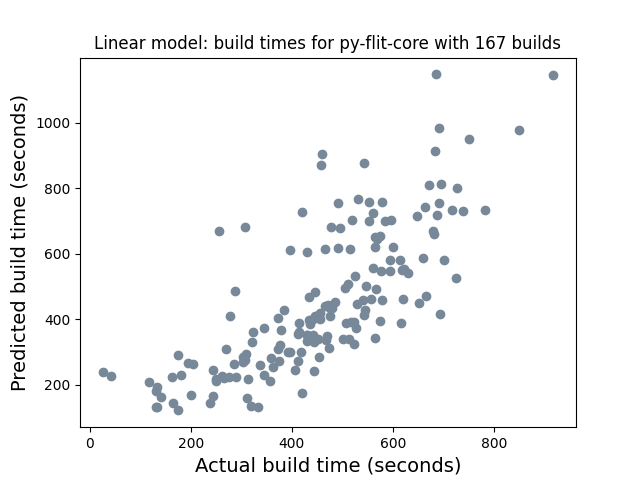 Linear model: build times for py-flit-core with 167 builds
Predicted build time (seconds)
1000
800
600
400
200
0 200 400 600 800
Actual build time (seconds)